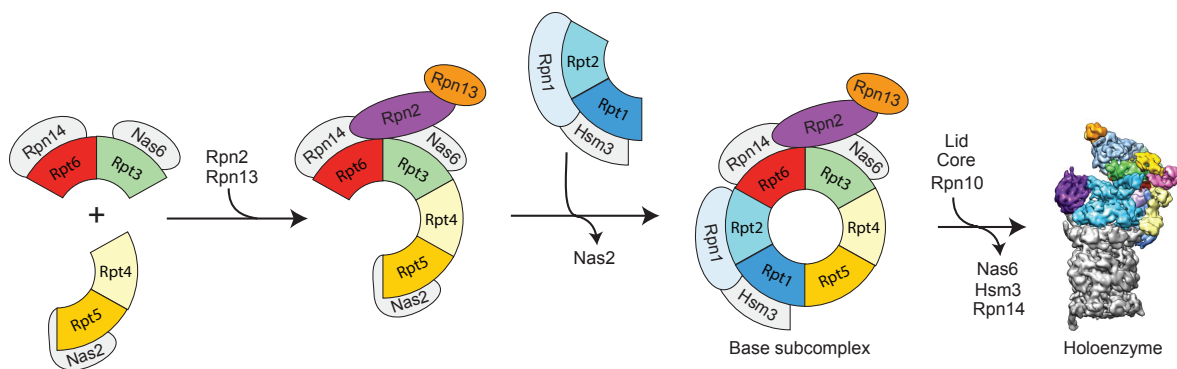 Rpn14
Nas6
Rpt6
Rpt3
+
Rpt4
Rpt5
Nas2
Rpn2
Rpn13
Rpn13
Rpn2
Rpn14
Nas6
Rpt6
Rpt3
Rpt4
Rpt5
Nas2
Rpn1
Rpt2
Rpt1
Hsm3
Nas2
Rpn13
Rpn2
Rpn14
Nas6
Rpt6
Rpt3
Rpn1
Rpt2
Rpt4
Rpt1
Rpt5
Hsm3
Base subcomplex
Lid
Core
Rpn10
Nas6
Hsm3
Rpn14
Holoenzyme